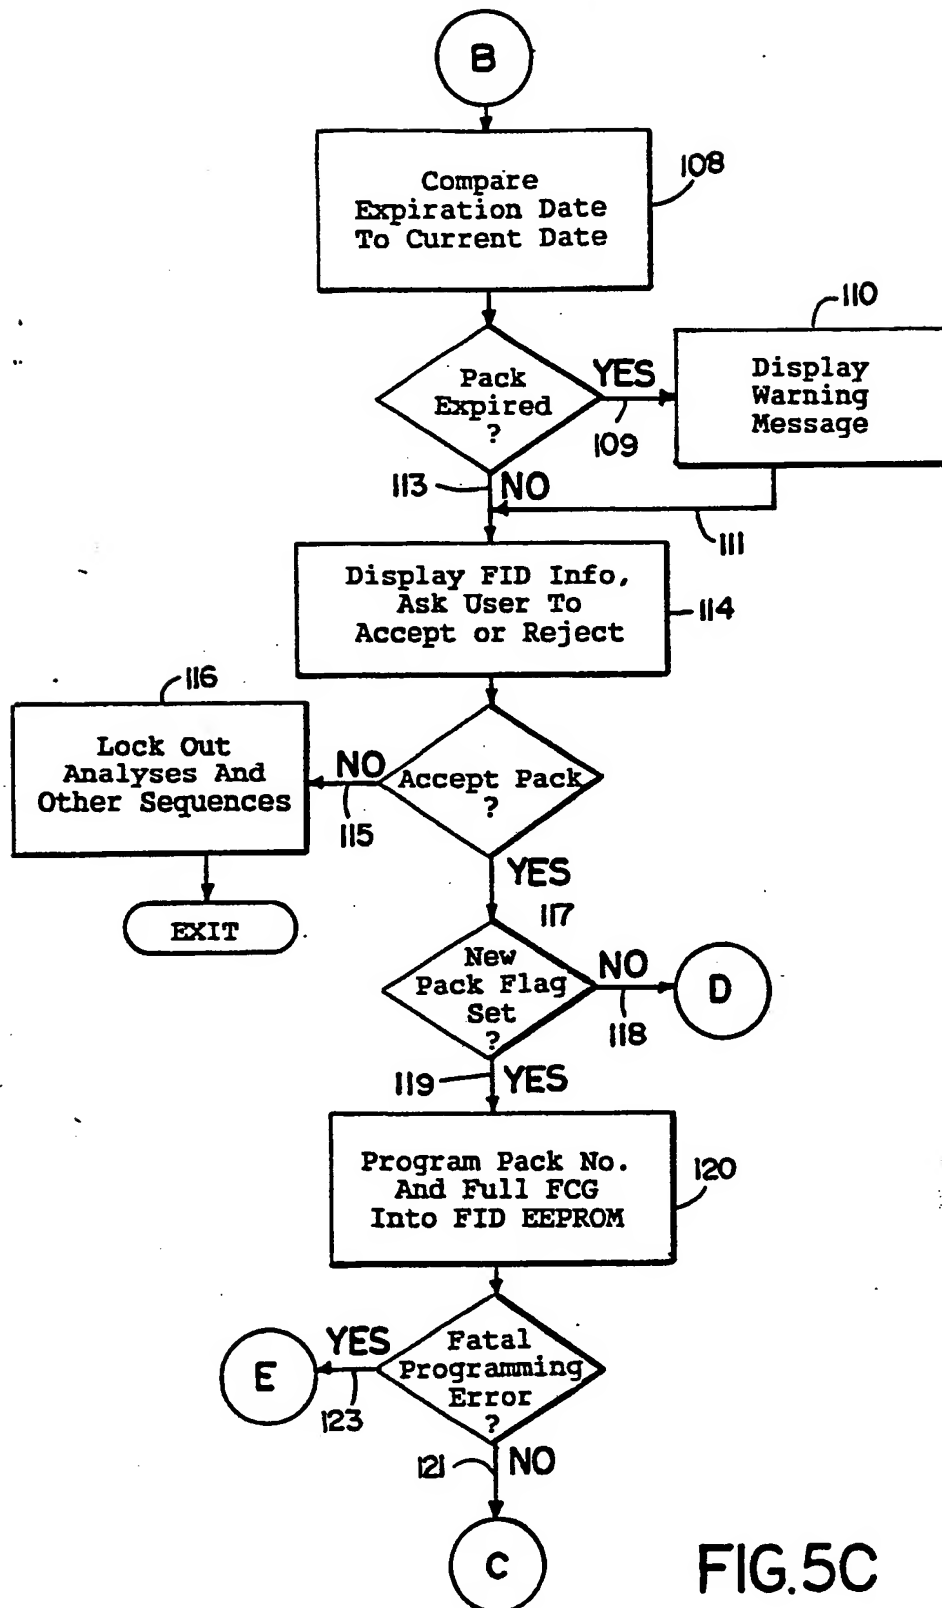 B
Compare
Expiration Date
To Current Date
108
110
Pack
Expired
?
YES
109
Display
Warning
Message
113
NO
111
Display FID Info,
Ask User To
Accept or Reject
114
116
Lock Out
Analyses And
Other Sequences
NO
115
Accept Pack
?
EXIT
YES
117
New
Pack Flag
Set
?
NO
118
D
119
YES
Program Pack No.
And Full FCG
Into FID EEPROM
120
Fatal
Programming
Error
?
YES
123
E
121
NO
C
FIG.5C